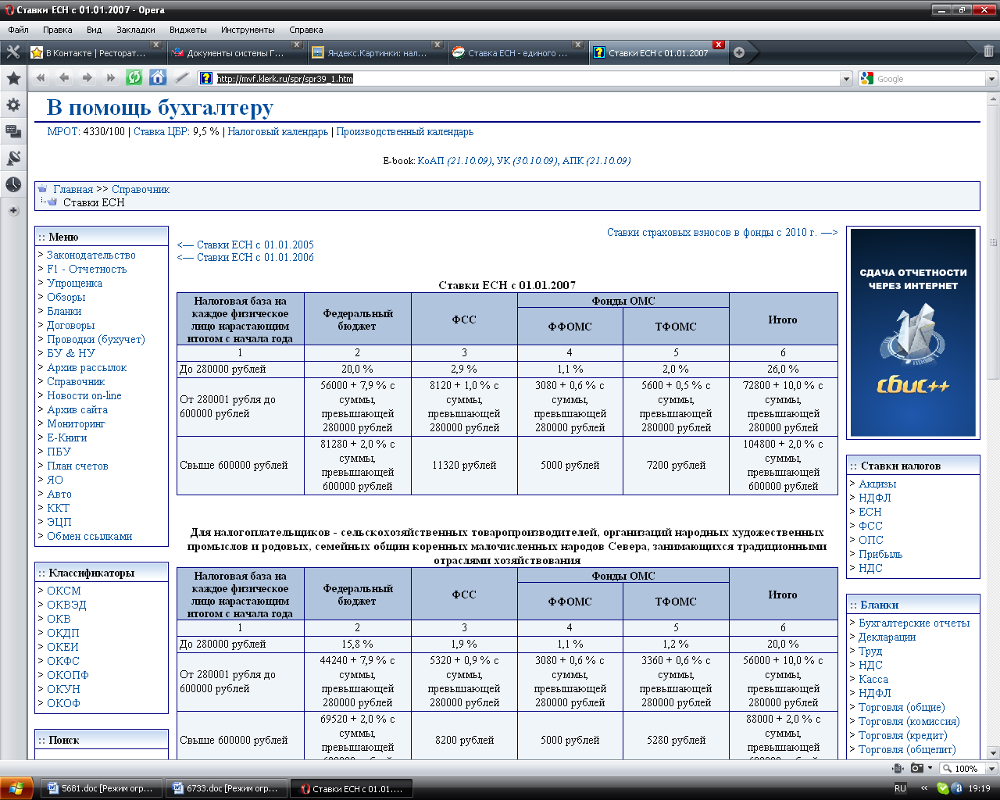 Ставки ЕСН с 01.01.2007 - Opera
Файл Правка Вид Закладки Виджеты Инструменты Справка
В Контакте | Ресторат...
Документы системы Г...
Яндекс.Картинки: нал...
Ставка ЕСН - единого ...
Ставки ЕСН с 01.01.2007
http://mvf.klerk.ru/spr/spr39_1.htm
Google
В помощь бухгалтеру
МРОТ: 4330/100 | Ставка ЦБР: 9,5 % | Налоговый календарь | Производственный календарь
E-book: КоАП (21.10.09), УК (30.10.09), АПК (21.10.09)
Главная >> Справочник
Ставки ЕСН
:: Меню
> Законодательство
> F1 - Отчетность
> Упрощенка
> Обзоры
> Бланки
> Договоры
> Проводки (бухучет)
> БУ & НУ
> Архив рассылок
> Справочник
> Новости on-line
> Архив сайта
> Мониторинг
> Е-Книги
> ПБУ
> План счетов
> ЯО
> Авто
> ККТ
> ЭЦП
> Обмен ссылками
:: Классификаторы
> ОКСМ
> ОКВЭД
> ОКВ
> ОКДП
> ОКЕИ
> ОКФС
> ОКОПФ
> ОКУН
> ОКОФ
:: Поиск
Ставки страховых взносов в фонды с 2010 г. —>
<— Ставки ЕСН с 01.01.2005
<— Ставки ЕСН с 01.01.2006
Ставки ЕСН с 01.01.2007
Налоговая база на
каждое физическое
лицо нарастающим
итогом с начала года
Федеральный
бюджет
ФСС
Фонды ОМС
ФФОМС
ТФОМС
Итого
1 2 3 4 5 6
До 280000 рублей 20,0 % 2,9 % 1,1 % 2,0 % 26,0 %
От 280001 рубля до
600000 рублей
56000 + 7,9 % с
суммы,
превышающей
280000 рублей
8120 + 1,0 % с
суммы,
превышающей
280000 рублей
3080 + 0,6 % с
суммы,
превышающей
280000 рублей
5600 + 0,5 % с
суммы,
превышающей
280000 рублей
72800 + 10,0 % с
суммы,
превышающей
280000 рублей
Свыше 600000 рублей
81280 + 2,0 % с
суммы,
превышающей
600000 рублей
11320 рублей
5000 рублей
7200 рублей
104800 + 2,0 % с
суммы,
превышающей
600000 рублей
Для налогоплательщиков - сельскохозяйственных товаропроизводителей, организаций народных художественных
промыслов и родовых, семейных общин коренных малочисленных народов Севера, занимающихся традиционными
отраслями хозяйствования
Налоговая база на
каждое физическое
лицо нарастающим
итогом с начала года
Федеральный
бюджет
ФСС
Фонды ОМС
ФФОМС
ТФОМС
Итого
1 2 3 4 5 6
До 280000 рублей 15,8 % 1,9 % 1,1 % 1,2 % 20,0 %
От 280001 рубля до
600000 рублей
44240 + 7,9 % с
суммы,
превышающей
280000 рублей
5320 + 0,9 % с
суммы,
превышающей
280000 рублей
3080 + 0,6 % с
суммы,
превышающей
280000 рублей
3360 + 0,6 % с
суммы,
превышающей
280000 рублей
56000 + 10,0 % с
суммы,
превышающей
280000 рублей
Свыше 600000 рублей
69520 + 2,0 % с
суммы,
превышающей
600000 рублей
8200 рублей
5000 рублей
5280 рублей
88000 + 2,0 % с
суммы,
превышающей
600000 рублей
СДАЧА ОТЧЕТНОСТИ
ЧЕРЕЗ ИНТЕРНЕТ
сбис++
:: Ставки налогов
> Акцизы
> НДФЛ
> ЕСН
> ФСС
> ОПС
> Прибыль
> НДС
:: Бланки
> Бухгалтерские отчеты
> Декларации
> Труд
> НДС
> Касса
> НДФЛ
> Торговля (общие)
> Торговля (комиссия)
> Торговля (кредит)
> Торговля (общепит)
100%
5681.doc [Режим огр...
6733.doc [Режим огр...
Ставки ЕСН с 01.01....
RU
19:19